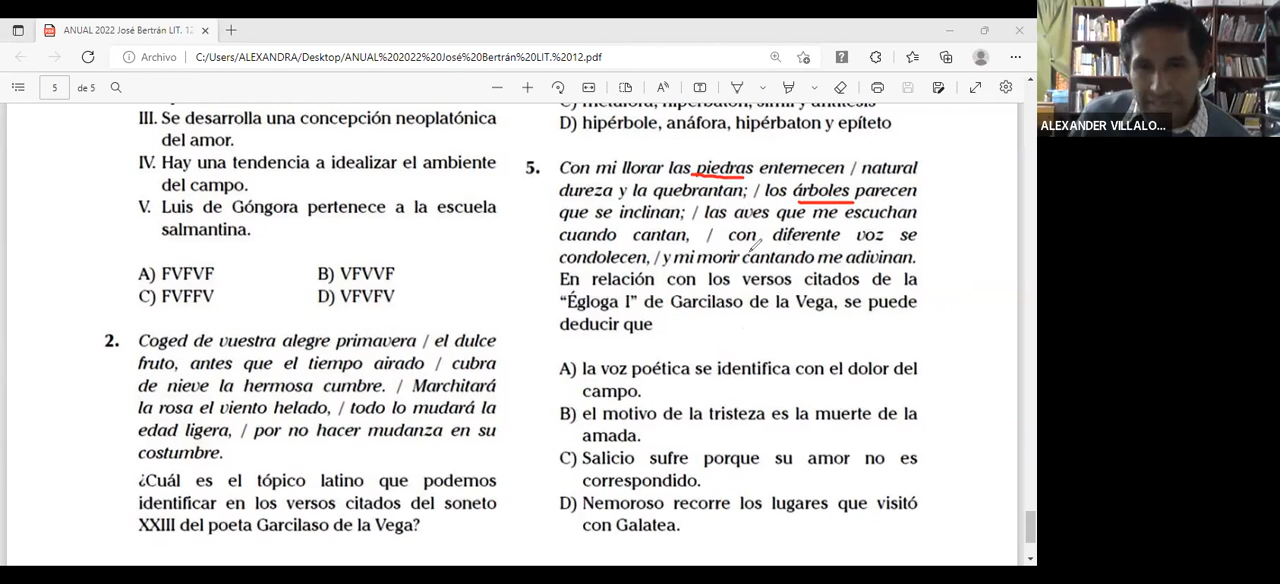 ANUAL 2022 José Bertrán LIT. 12
Archivo
C:/Users/ALEXANDRA/Desktop/ANUAL%202022%20José%20Bertrán%20LIT.%2012.pdf
5
de 5
III. Se desarrolla una concepción neoplatónica
del amor.
IV. Hay una tendencia a idealizar el ambiente
del campo.
V. Luis de Góngora pertenece a la escuela
salmantina.
A) FVFVF
B) VFVVF
C) FVFFV
D) VFVFV
2. Coged de vuestra alegre primavera / el dulce
fruto, antes que el tiempo airado / cubra
de nieve la hermosa cumbre. / Marchitará
la rosa el viento helado, / todo lo mudará la
edad ligera, / por no hacer mudanza en su
costumbre.
¿Cuál es el tópico latino que podemos
identificar en los versos citados del soneto
XXIII del poeta Garcilaso de la Vega?
C) metáfora, hipérbaton, símil y antítesis
D) hipérbole, anáfora, hipérbaton y epíteto
5. Con mi llorar las piedras enternecen / natural
dureza y la quebrantan; / los árboles parecen
que se inclinan; / las aves que me escuchan
cuando cantan, / con diferente voz se
condolecen, / y mi morir cantando me adivinan.
En relación con los versos citados de la
“Égloga I” de Garcilaso de la Vega, se puede
deducir que
A) la voz poética se identifica con el dolor del
campo.
B) el motivo de la tristeza es la muerte de la
amada.
C) Salicio sufre porque su amor no es
correspondido.
D) Nemoroso recorre los lugares que visitó
con Galatea.
ALEXANDER VILLALO...